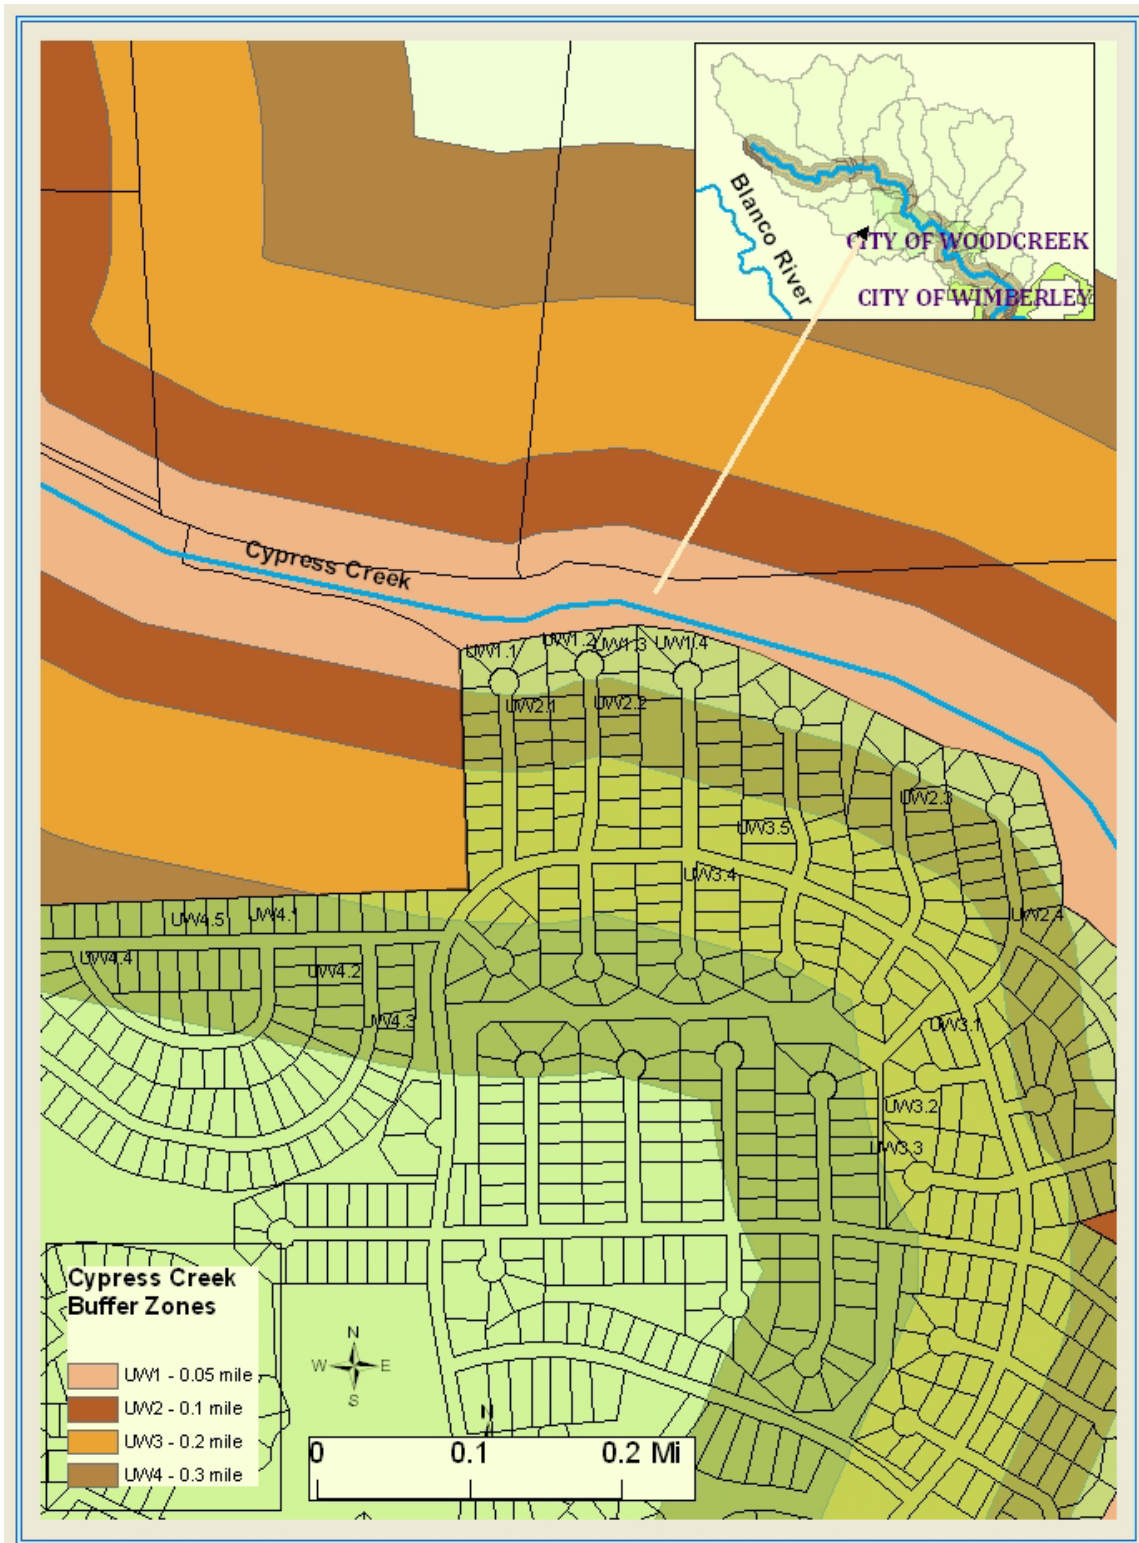 Blanco River
CITY OF WOODCREEK
CITY OF WIMBERLEY
Cypress Creek
UW1.1
UW1.2
UW1.3
UW1.4
UW2.1
UW2.2
UW2.3
UW3.5
UW3.4
UW2.4
UW4.5
UW4.1
UW4.4
UW4.2
UW4.3
UW3.1
UW3.2
UW3.3
Cypress Creek
Buffer Zones
UW1 - 0.05 mile
UW2 - 0.1 mile
UW3 - 0.2 mile
UW4 - 0.3 mile
N
W E
S
N
0 0.1 0.2 Mi